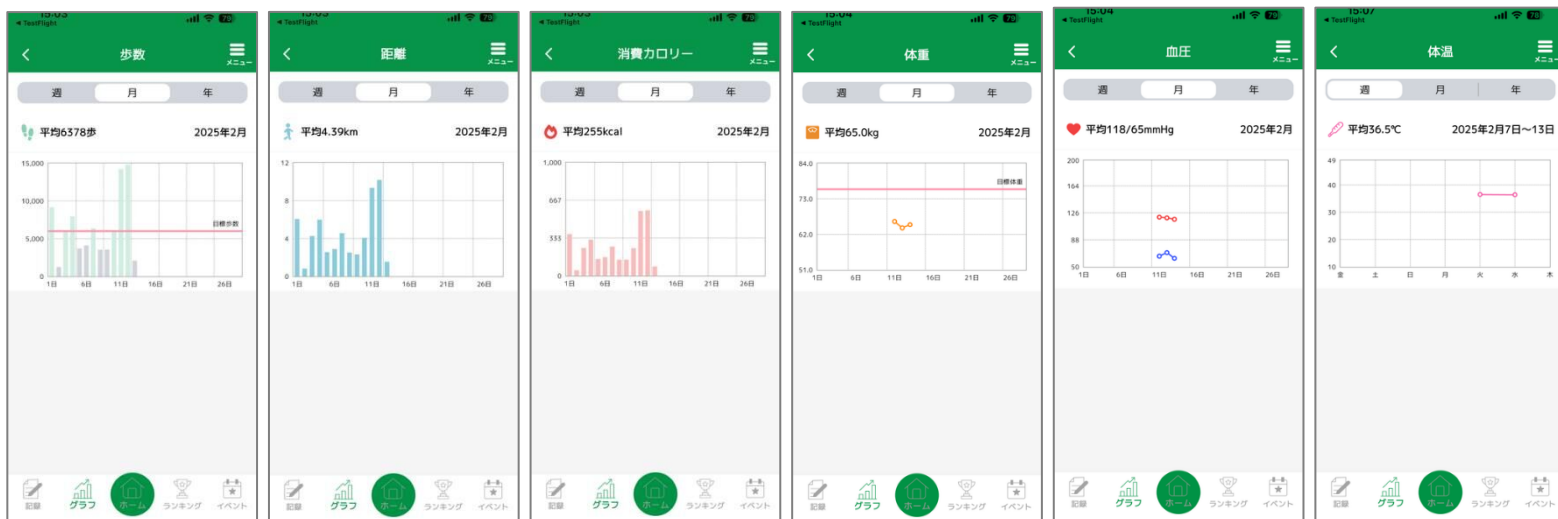 15:03
◀ TestFlight
79
歩数
メニュー
週 月 年
平均6378歩 2025年2月
15,000
10,000
目標歩数
5,000
0
1日 6日 11日 16日 21日 26日
記録 グラフ ホーム ランキング イベント
15:03
◀ TestFlight
79
距離
メニュー
週 月 年
平均4.39km 2025年2月
12
8
4
0
1日 6日 11日 16日 21日 26日
記録 グラフ ホーム ランキング イベント
15:03
◀ TestFlight
79
消費カロリー
メニュー
週 月 年
平均255kcal 2025年2月
1,000
667
333
0
1日 6日 11日 16日 21日 26日
記録 グラフ ホーム ランキング イベント
15:04
◀ TestFlight
79
体重
メニュー
週 月 年
平均65.0kg 2025年2月
84.0
目標体重
73.0
62.0
51.0
1日 6日 11日 16日 21日 26日
記録 グラフ ホーム ランキング イベント
15:04
◀ TestFlight
79
血圧
メニュー
週 月 年
平均118/65mmHg 2025年2月
200
164
126
88
50
1日 6日 11日 16日 21日 26日
記録 グラフ ホーム ランキング イベント
15:07
◀ TestFlight
78
体温
メニュー
週 月 年
平均36.5℃ 2025年2月7日〜13日
49
40
30
20
10
金 土 日 月 火 水 木
記録 グラフ ホーム ランキング イベント